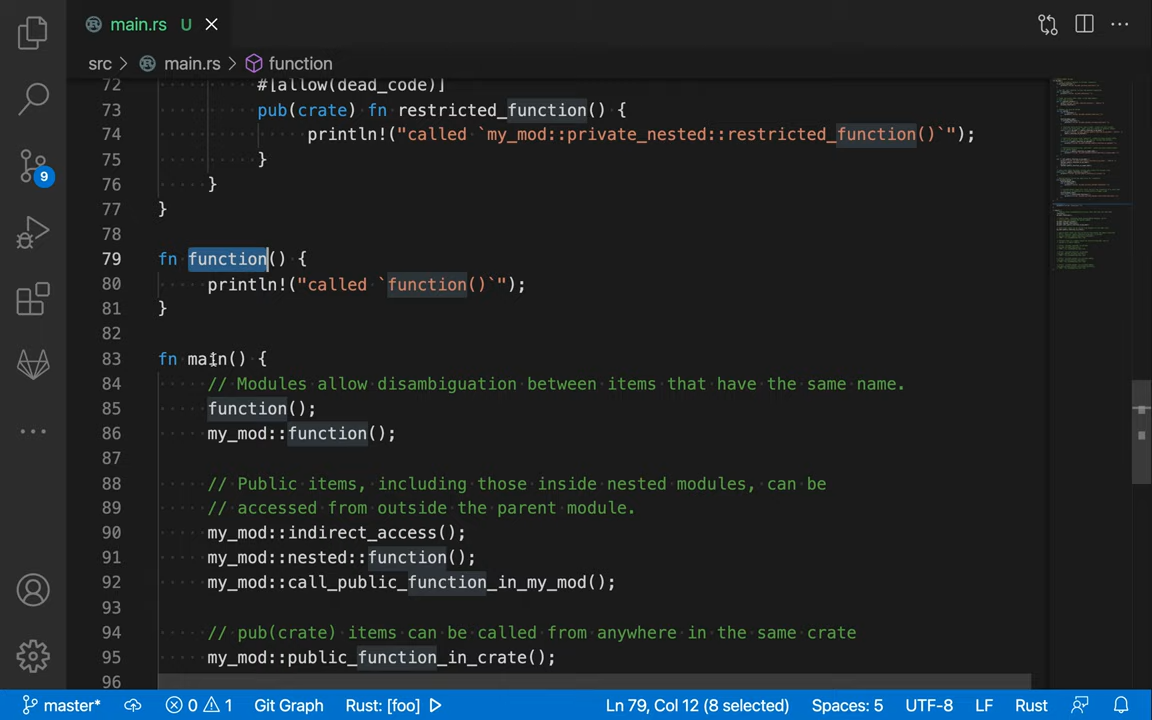 main.rs U
src > main.rs > function
72 #[allow(dead_code)]
73 pub(crate) fn restricted_function() {
74 println!("called `my_mod::private_nested::restricted_function()`");
75 }
76 }
77 }
78
79 fn function() {
80 println!("called `function()`");
81 }
82
83 fn main() {
84 // Modules allow disambiguation between items that have the same name.
85 function();
86 my_mod::function();
87
88 // Public items, including those inside nested modules, can be
89 // accessed from outside the parent module.
90 my_mod::indirect_access();
91 my_mod::nested::function();
92 my_mod::call_public_function_in_my_mod();
93
94 // pub(crate) items can be called from anywhere in the same crate
95 my_mod::public_function_in_crate();
96
9
master* 0 1 Git Graph Rust: [foo] Ln 79, Col 12 (8 selected) Spaces: 5 UTF-8 LF Rust